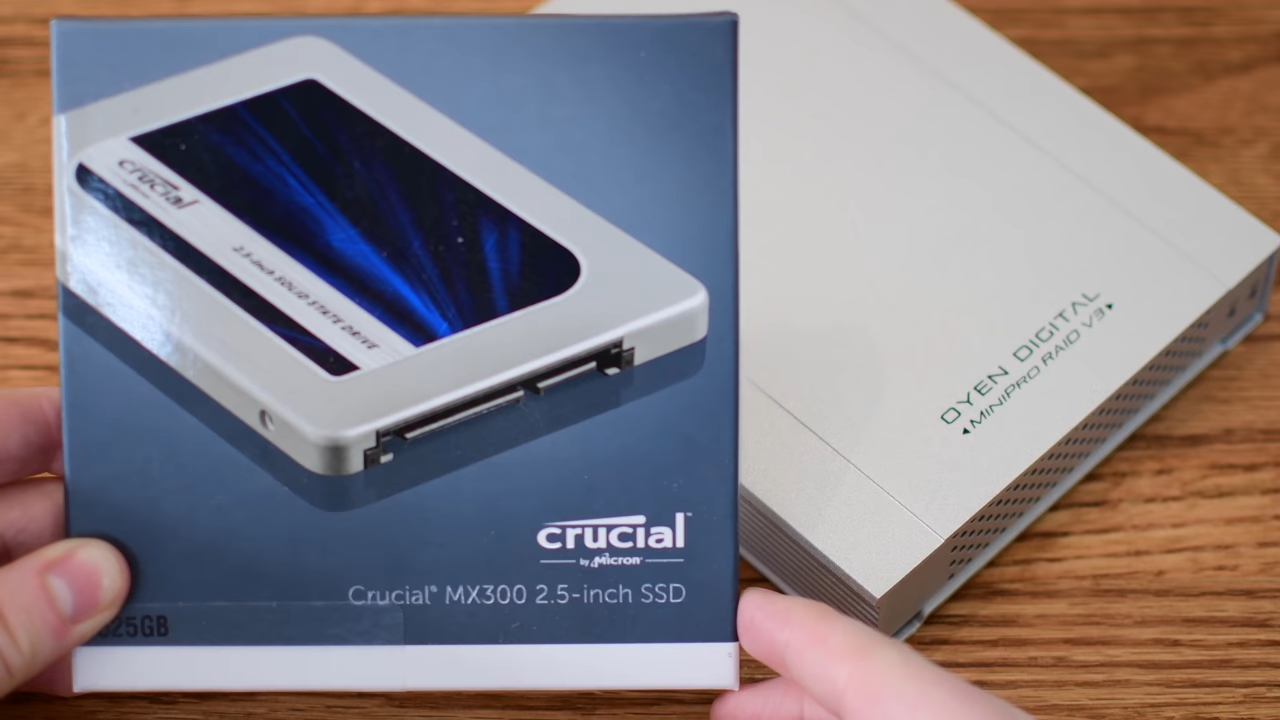 crucial
2.5-inch SOLID STATE DRIVE
crucial™
by Micron®
Crucial® MX300 2.5-inch SSD
OYEN DIGITAL
◄MINIPRO RAID V3►